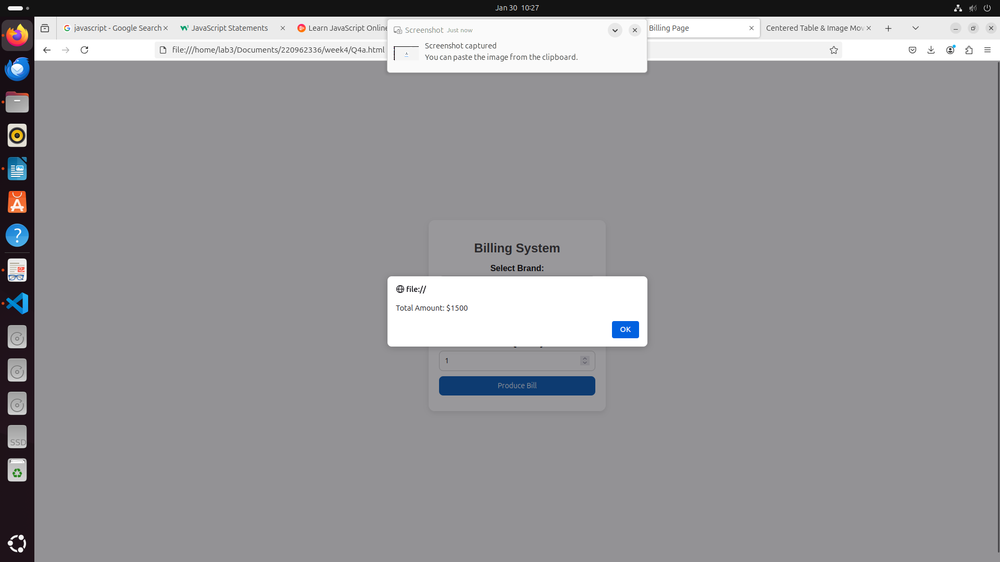 Jan 30 10:27
javascript - Google Search
JavaScript Statements
Learn JavaScript Online
Billing Page
Centered Table & Image Mov
file:///home/lab3/Documents/220962336/week4/Q4a.html
Screenshot Just now
Screenshot captured
You can paste the image from the clipboard.
Billing System
Select Brand:
file://
Total Amount: $1500
OK
1
Produce Bill
SSD